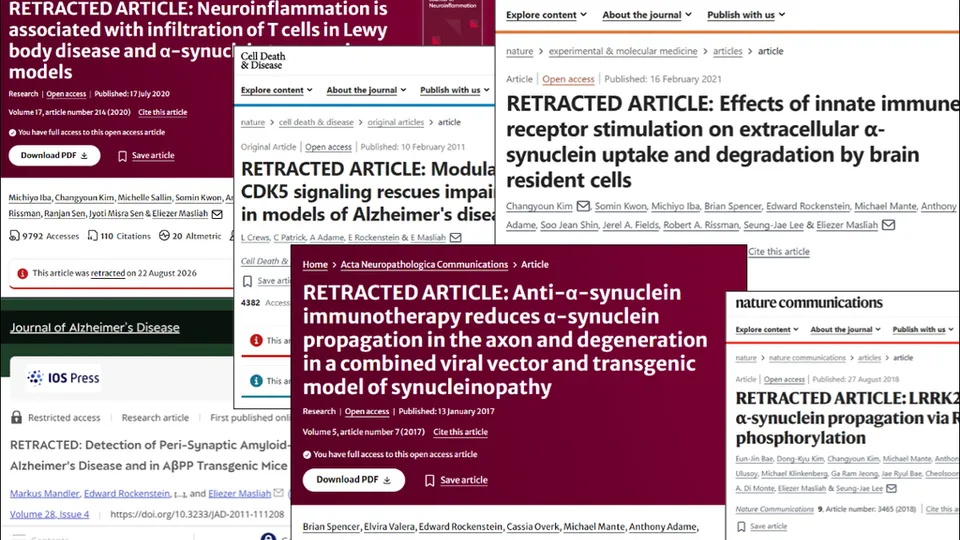 RETRACTED ARTICLE: Neuroinflammation is
associated with infiltration of T cells in Lewy
body disease and α-synuclein
models
Research | Open access | Published: 17 July 2020
Volume 17, article number 214 (2020) Cite this article
You have full access to this open access article
Download PDF
Save article
Michiyo Iba, Changyoun Kim, Michelle Sallin, Somin Kwon,
Rissman, Ranjan Sen, Jyoti Misra Sen & Eliezer Masliah
9792 Accesses
110 Citations
20 Altmetric
This article was retracted on 22 August 2026
Neuroinflammation
Journal of Alzheimer's Disease
IOS Press
Restricted access
Research article
First published onli
RETRACTED: Detection of Peri-Synaptic Amyloid-
Alzheimer's Disease and in AβPP Transgenic Mice
Markus Mandler, Edward Rockenstein, [...], and Eliezer Masliah
Volume 28, Issue 4
https://doi.org/10.3233/JAD-2011-111208
Contents
Cell Death
& Disease
Explore content
About the journal
Publish with us
nature > cell death & disease > original articles > article
Original Article | Open access | Published: 10 February 2011
RETRACTED ARTICLE: Modula
CDK5 signaling rescues impai
in models of Alzheimer's disea
L Crews, C Patrick, A Adame, E Rockenstein & E Masliah
Cell Death &
Save arti
4382 Access
This ar
This ar
Explore content
About the journal
Publish with us
nature > experimental & molecular medicine > articles > article
Article | Open access | Published: 16 February 2021
RETRACTED ARTICLE: Effects of innate immune
receptor stimulation on extracellular α-
synuclein uptake and degradation by brain
resident cells
Changyoun Kim, Somin Kwon, Michiyo Iba, Brian Spencer, Edward Rockenstein, Michael Mante, Anthony
Adame, Soo Jean Shin, Jerel A. Fields, Robert A. Rissman, Seung-Jae Lee & Eliezer Masliah
Cite this article
Home > Acta Neuropathologica Communications > Article
RETRACTED ARTICLE: Anti-α-synuclein
immunotherapy reduces α-synuclein
propagation in the axon and degeneration
in a combined viral vector and transgenic
model of synucleinopathy
Research | Open access | Published: 13 January 2017
Volume 5, article number 7 (2017) Cite this article
You have full access to this open access article
Download PDF
Save article
Brian Spencer, Elvira Valera, Edward Rockenstein, Cassia Overk, Michael Mante, Anthony Adame,
nature communications
Explore content
About the journal
Publish with us
nature > nature communications > articles > article
Article | Open access | Published: 27 August 2018
RETRACTED ARTICLE: LRRK2
α-synuclein propagation via R
phosphorylation
Eun-Jin Bae, Dong-Kyu Kim, Changyoun Kim, Michael Mante, Anthon
Ulusoy, Michael Klinkenberg, Ga Ram Jeong, Jae Ryul Bae, Cheolsoon
A. Di Monte, Eliezer Masliah & Seung-Jae Lee
Nature Communications 9, Article number: 3465 (2018) Cite this a
Save article